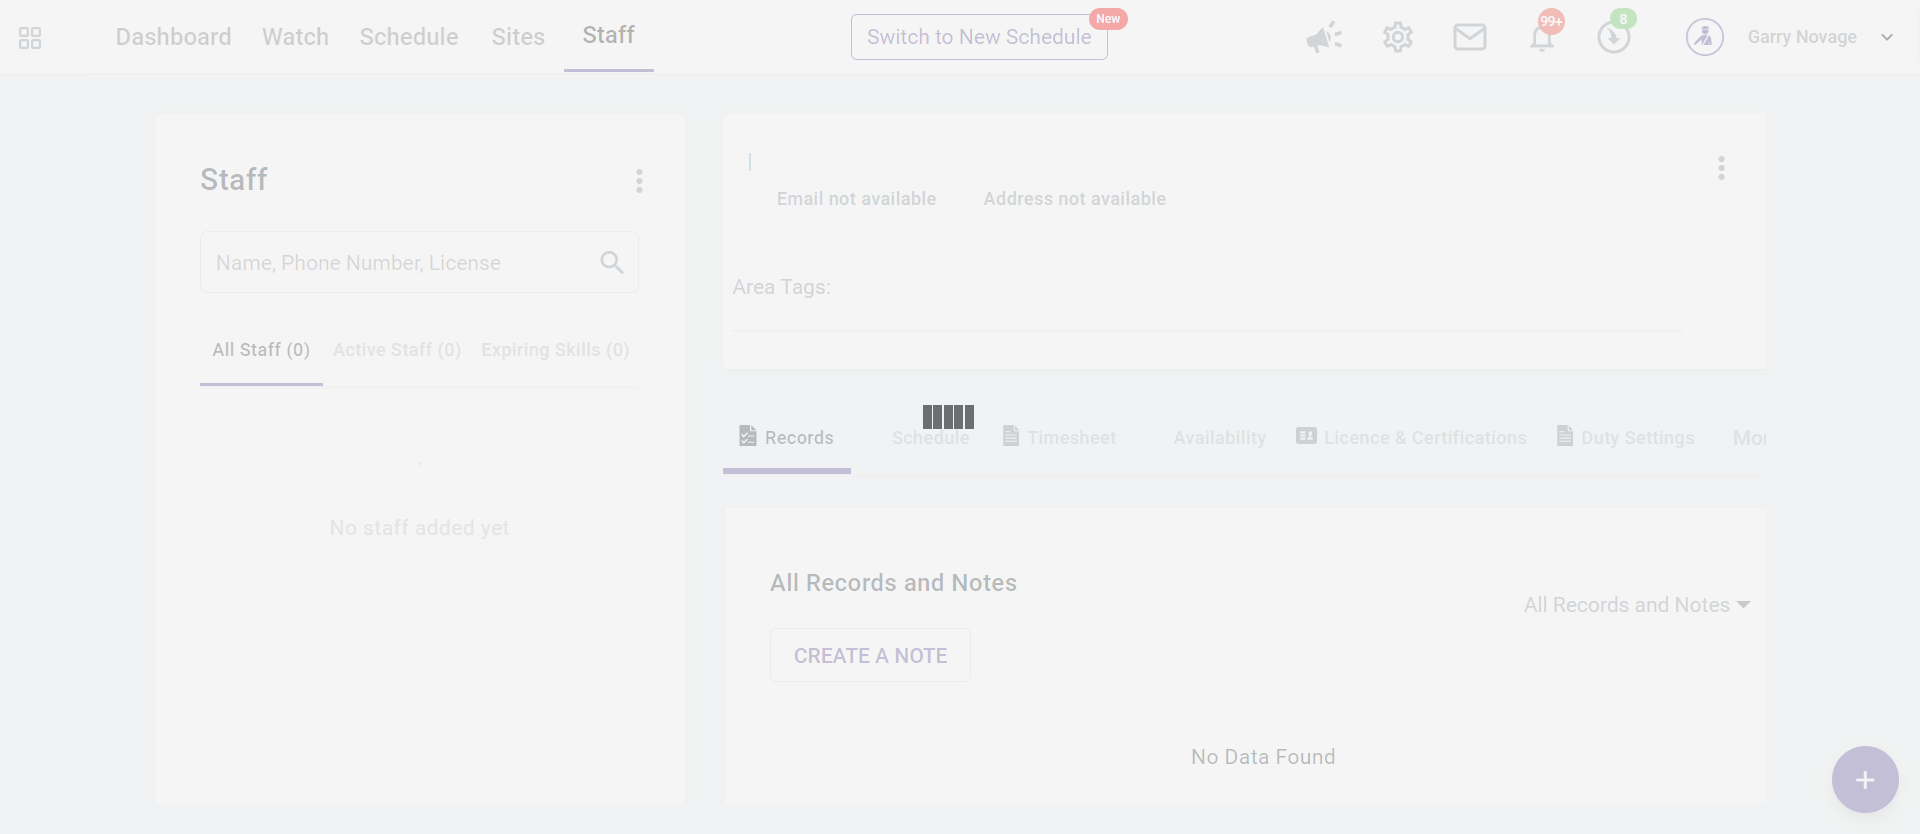 Dashboard Watch Schedule Sites Staff Switch to New Schedule New 99+ 8 Garry Novage
Staff
Name, Phone Number, License
All Staff (0) Active Staff (0) Expiring Skills (0)
No staff added yet
|
Email not available Address not available
Area Tags:
Records Schedule Timesheet Availability Licence & Certifications Duty Settings
All Records and Notes
All Records and Notes
CREATE A NOTE
No Data Found
+